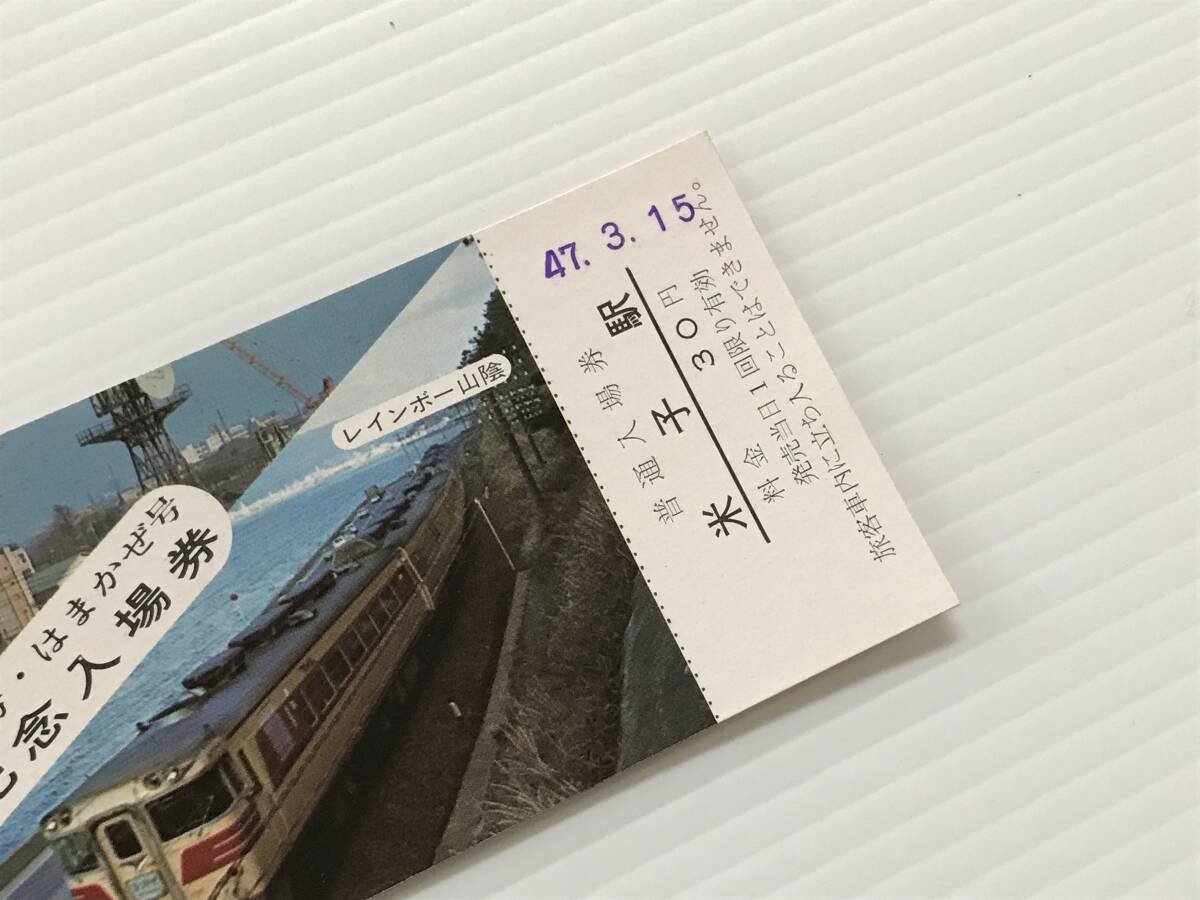 47. 3. 15
普通入場券
米子駅
料金 30円
発売当日1回限り有効
旅客車内に立ち入ることはできません。
レインボー山陰
・はまかぜ号
念入場券